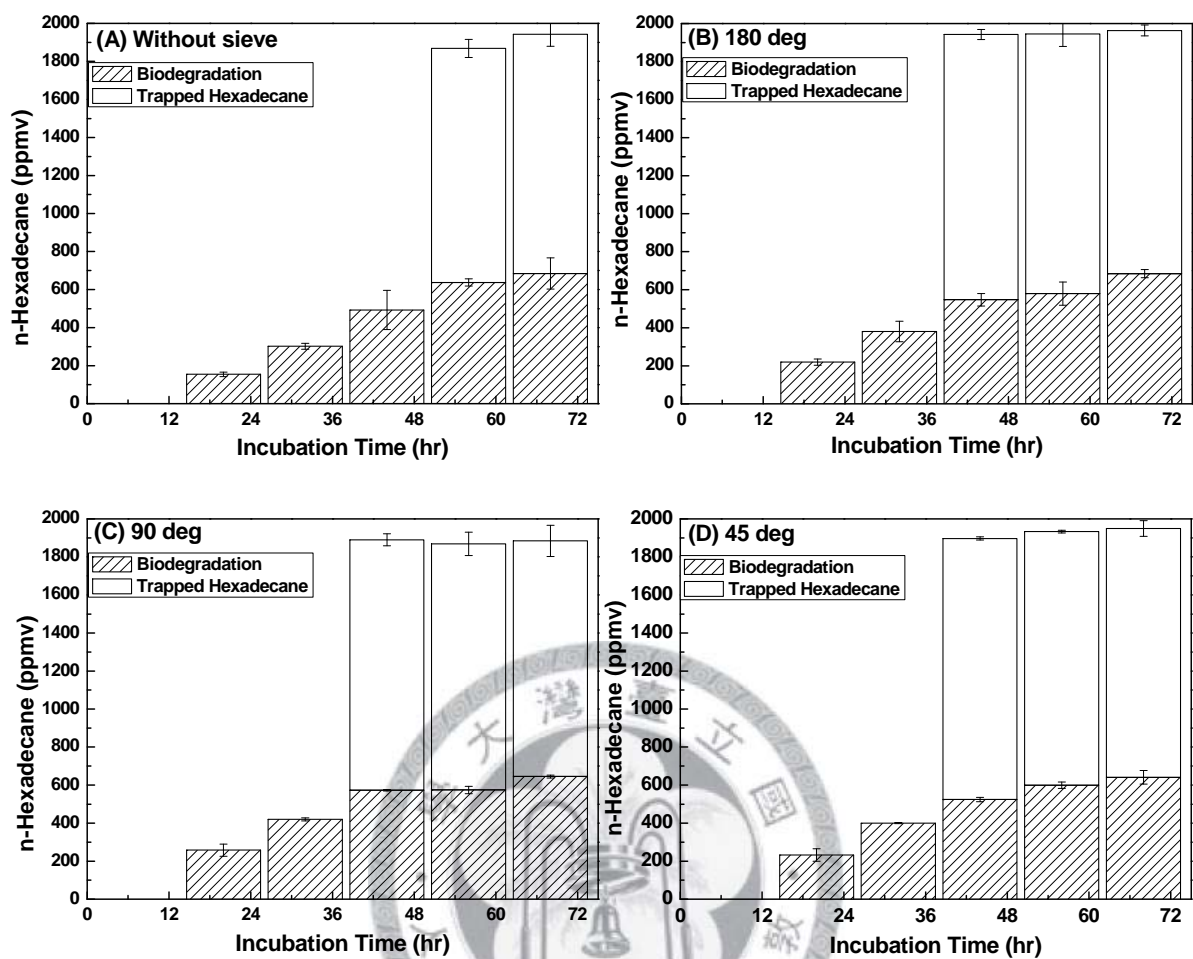 (A) Without sieve
Biodegradation
Trapped Hexadecane
n-Hexadecane (ppmv)
2000
1800
1600
1400
1200
1000
800
600
400
200
0
0 12 24 36 48 60 72
Incubation Time (hr)
(B) 180 deg
Biodegradation
Trapped Hexadecane
n-Hexadecane (ppmv)
2000
1800
1600
1400
1200
1000
800
600
400
200
0
0 12 24 36 48 60 72
Incubation Time (hr)
(C) 90 deg
Biodegradation
Trapped Hexadecane
n-Hexadecane (ppmv)
2000
1800
1600
1400
1200
1000
800
600
400
200
0
0 12 24 36 48 60 72
Incubation Time (hr)
(D) 45 deg
Biodegradation
Trapped Hexadecane
n-Hexadecane (ppmv)
2000
1800
1600
1400
1200
1000
800
600
400
200
0
0 12 24 36 48 60 72
Incubation Time (hr)
大灣臺立國